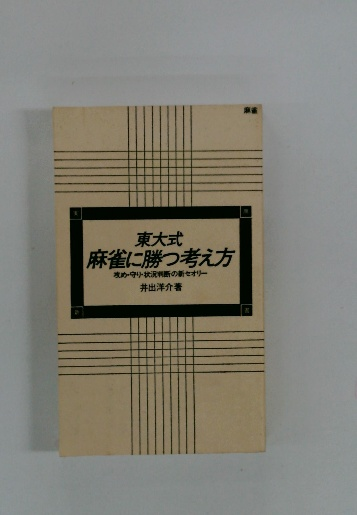 麻雀
東大式
麻雀に勝つ考え方
攻め・守り・状況判断の新セオリー
井出洋介著